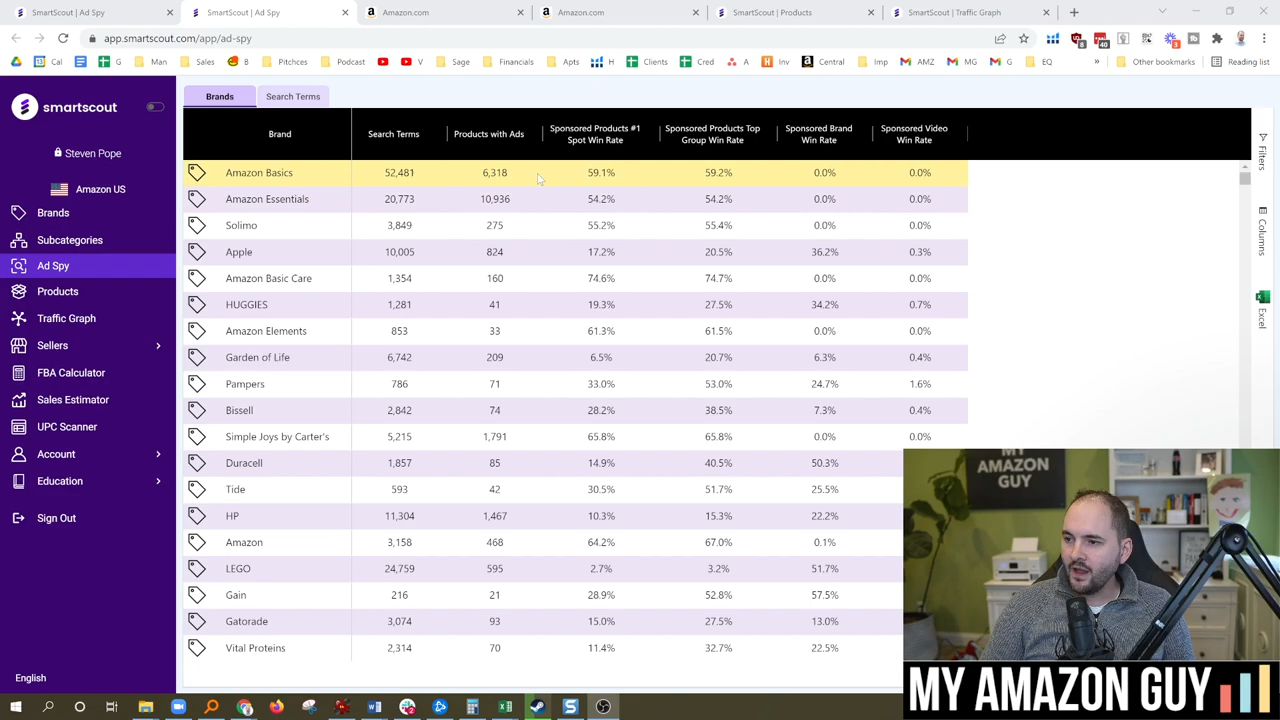 SmartScout | Ad Spy
SmartScout | Ad Spy
Amazon.com
Amazon.com
SmartScout | Products
SmartScout | Traffic Graph
app.smartscout.com/app/ad-spy
8
40
3
Cal
G
Man
Sales
B
Pitchces
Podcast
V
Sage
Financials
Apts
H
Clients
Cred
A
Inv
Central
Imp
AMZ
MG
G
EQ
»
Other bookmarks
Reading list
smartscout
Steven Pope
Amazon US
Brands
Subcategories
Ad Spy
Products
Traffic Graph
Sellers
FBA Calculator
Sales Estimator
UPC Scanner
Account
Education
Sign Out
English
Brands
Search Terms
Brand
Search Terms
Products with Ads
Sponsored Products #1
Spot Win Rate
Sponsored Products Top
Group Win Rate
Sponsored Brand
Win Rate
Sponsored Video
Win Rate
Amazon Basics 52,481 6,318 59.1% 59.2% 0.0% 0.0%
Amazon Essentials 20,773 10,936 54.2% 54.2% 0.0% 0.0%
Solimo 3,849 275 55.2% 55.4% 0.0% 0.0%
Apple 10,005 824 17.2% 20.5% 36.2% 0.3%
Amazon Basic Care 1,354 160 74.6% 74.7% 0.0% 0.0%
HUGGIES 1,281 41 19.3% 27.5% 34.2% 0.7%
Amazon Elements 853 33 61.3% 61.5% 0.0% 0.0%
Garden of Life 6,742 209 6.5% 20.7% 6.3% 0.4%
Pampers 786 71 33.0% 53.0% 24.7% 1.6%
Bissell 2,842 74 28.2% 38.5% 7.3% 0.4%
Simple Joys by Carter's 5,215 1,791 65.8% 65.8% 0.0% 0.0%
Duracell 1,857 85 14.9% 40.5% 50.3%
Tide 593 42 30.5% 51.7% 25.5%
HP 11,304 1,467 10.3% 15.3% 22.2%
Amazon 3,158 468 64.2% 67.0% 0.1%
LEGO 24,759 595 2.7% 3.2% 51.7%
Gain 216 21 28.9% 52.8% 57.5%
Gatorade 3,074 93 15.0% 27.5% 13.0%
Vital Proteins 2,314 70 11.4% 32.7% 22.5%
Filters
Columns
Excel
MY
AMAZON
GUY
MY AMAZON GUY